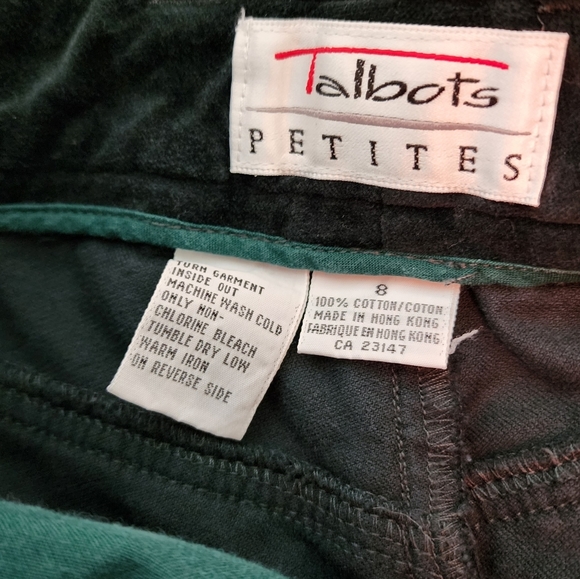 Talbots
PETITES
TURN GARMENT
INSIDE OUT
MACHINE WASH COLD
ONLY NON-
CHLORINE BLEACH
TUMBLE DRY LOW
WARM IRON
ON REVERSE SIDE
8
100% COTTON/COTON
MADE IN HONG KONG
FABRIQUE EN HONG KONG
CA 23147